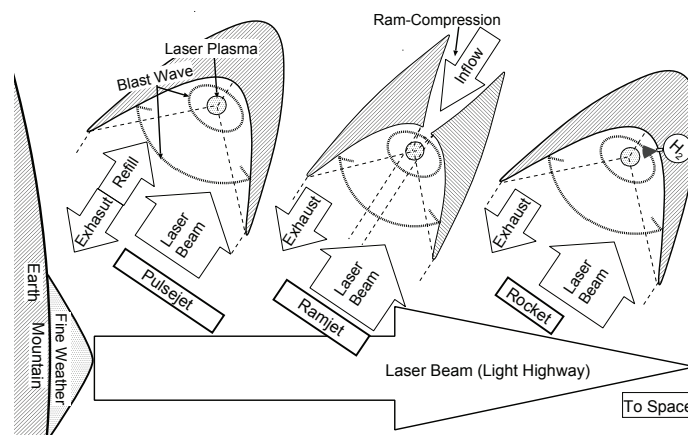 Ram-Compression
Laser Plasma
Blast Wave
Inflow
H2
Refill
Exhasut
Laser
Beam
Exhaust
Laser
Beam
Exhaust
Laser
Beam
Pulsejet
Ramjet
Rocket
Earth
Mountain
Fine Weather
Laser Beam (Light Highway)
To Space